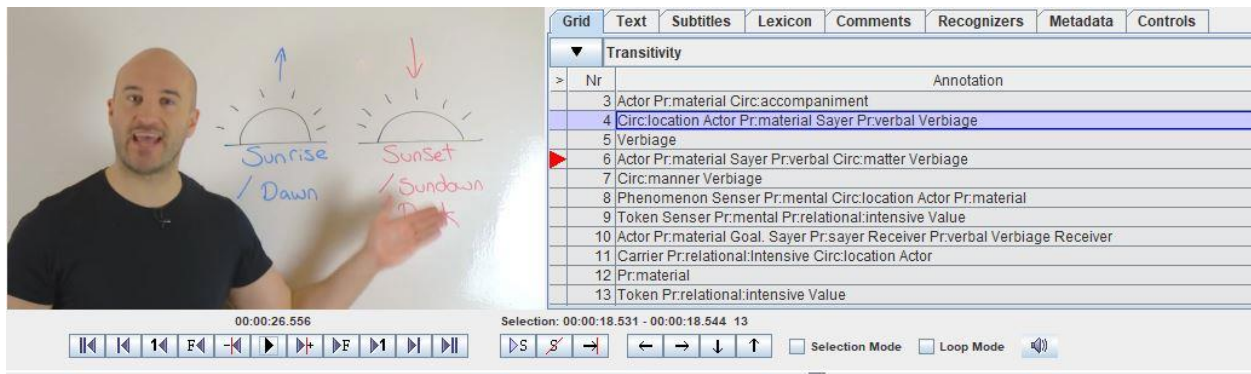 Grid Text Subtitles Lexicon Comments Recognizers Metadata Controls
▼ Transitivity
> Nr Annotation
3 Actor Pr:material Circ:accompaniment
4 Circ:location Actor Pr:material Sayer Pr:verbal Verbiage
5 Verbiage
6 Actor Pr:material Sayer Pr:verbal Circ:matter Verbiage
7 Circ:manner Verbiage
8 Phenomenon Senser Pr:mental Circ:location Actor Pr:material
9 Token Senser Pr:mental Pr:relational:intensive Value
10 Actor Pr:material Goal. Sayer Pr:sayer Receiver Pr:verbal Verbiage Receiver
11 Carrier Pr:relational:Intensive Circ:location Actor
12 Pr:material
13 Token Pr:relational:intensive Value
Sunrise
/ Dawn
Sunset
/ Sundown
00:00:26.556
Selection: 00:00:18.531 - 00:00:18.544 13
1 F F 1 S S Selection Mode Loop Mode